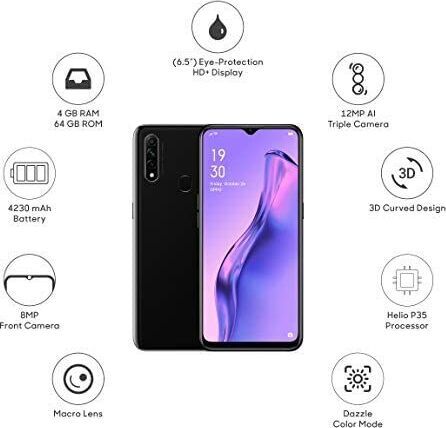 (6.5") Eye-Protection
HD+ Display
4 GB RAM
64 GB ROM
12MP AI
Triple Camera
19
30
4230 mAh
Battery
3D
3D Curved Design
8MP
Front Camera
Helio P35
Processor
Macro Lens
Dazzle
Color Mode